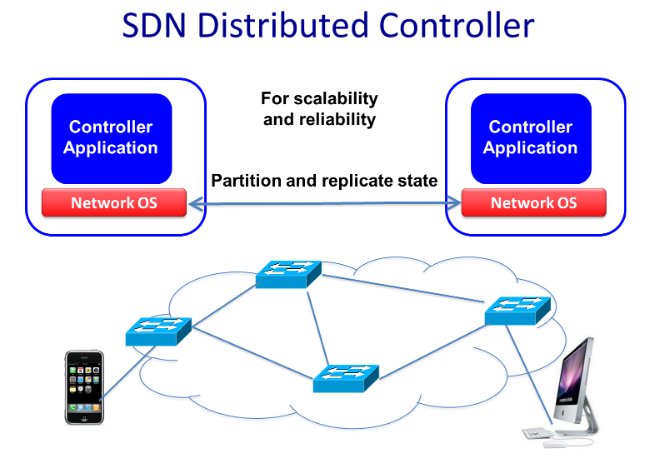 SDN Distributed Controller
Controller
Application
Network OS
For scalability
and reliability
Partition and replicate state
Controller
Application
Network OS